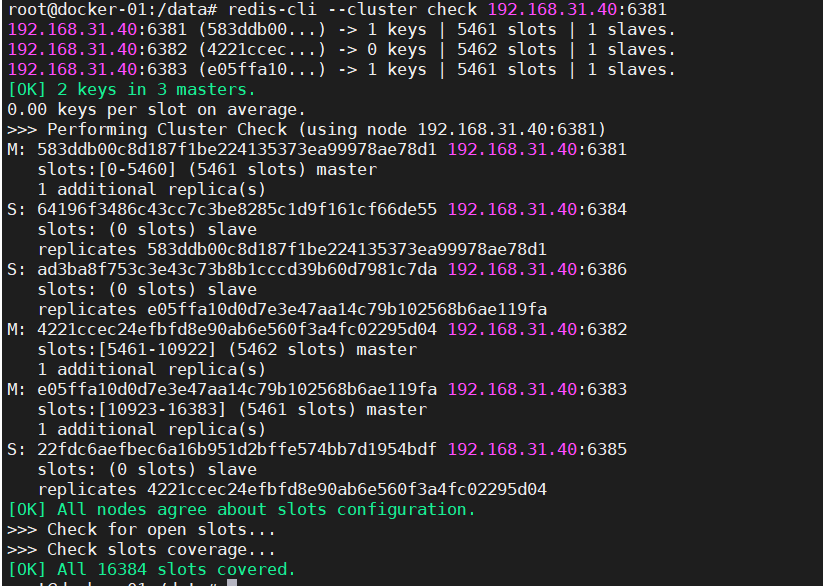 root@docker-01:/data# redis-cli --cluster check 192.168.31.40:6381
192.168.31.40:6381 (583ddb00...) -> 1 keys | 5461 slots | 1 slaves.
192.168.31.40:6382 (4221ccec...) -> 0 keys | 5462 slots | 1 slaves.
192.168.31.40:6383 (e05ffa10...) -> 1 keys | 5461 slots | 1 slaves.
[OK] 2 keys in 3 masters.
0.00 keys per slot on average.
>>> Performing Cluster Check (using node 192.168.31.40:6381)
M: 583ddb00c8d187f1be224135373ea99978ae78d1 192.168.31.40:6381
   slots:[0-5460] (5461 slots) master
   1 additional replica(s)
S: 64196f3486c43cc7c3be8285c1d9f161cf66de55 192.168.31.40:6384
   slots: (0 slots) slave
   replicates 583ddb00c8d187f1be224135373ea99978ae78d1
S: ad3ba8f753c3e43c73b8b1cccd39b60d7981c7da 192.168.31.40:6386
   slots: (0 slots) slave
   replicates e05ffa10d0d7e3e47aa14c79b102568b6ae119fa
M: 4221ccec24efbfd8e90ab6e560f3a4fc02295d04 192.168.31.40:6382
   slots:[5461-10922] (5462 slots) master
   1 additional replica(s)
M: e05ffa10d0d7e3e47aa14c79b102568b6ae119fa 192.168.31.40:6383
   slots:[10923-16383] (5461 slots) master
   1 additional replica(s)
S: 22fdc6aefbec6a16b951d2bffe574bb7d1954bdf 192.168.31.40:6385
   slots: (0 slots) slave
   replicates 4221ccec24efbfd8e90ab6e560f3a4fc02295d04
[OK] All nodes agree about slots configuration.
>>> Check for open slots...
>>> Check slots coverage...
[OK] All 16384 slots covered.